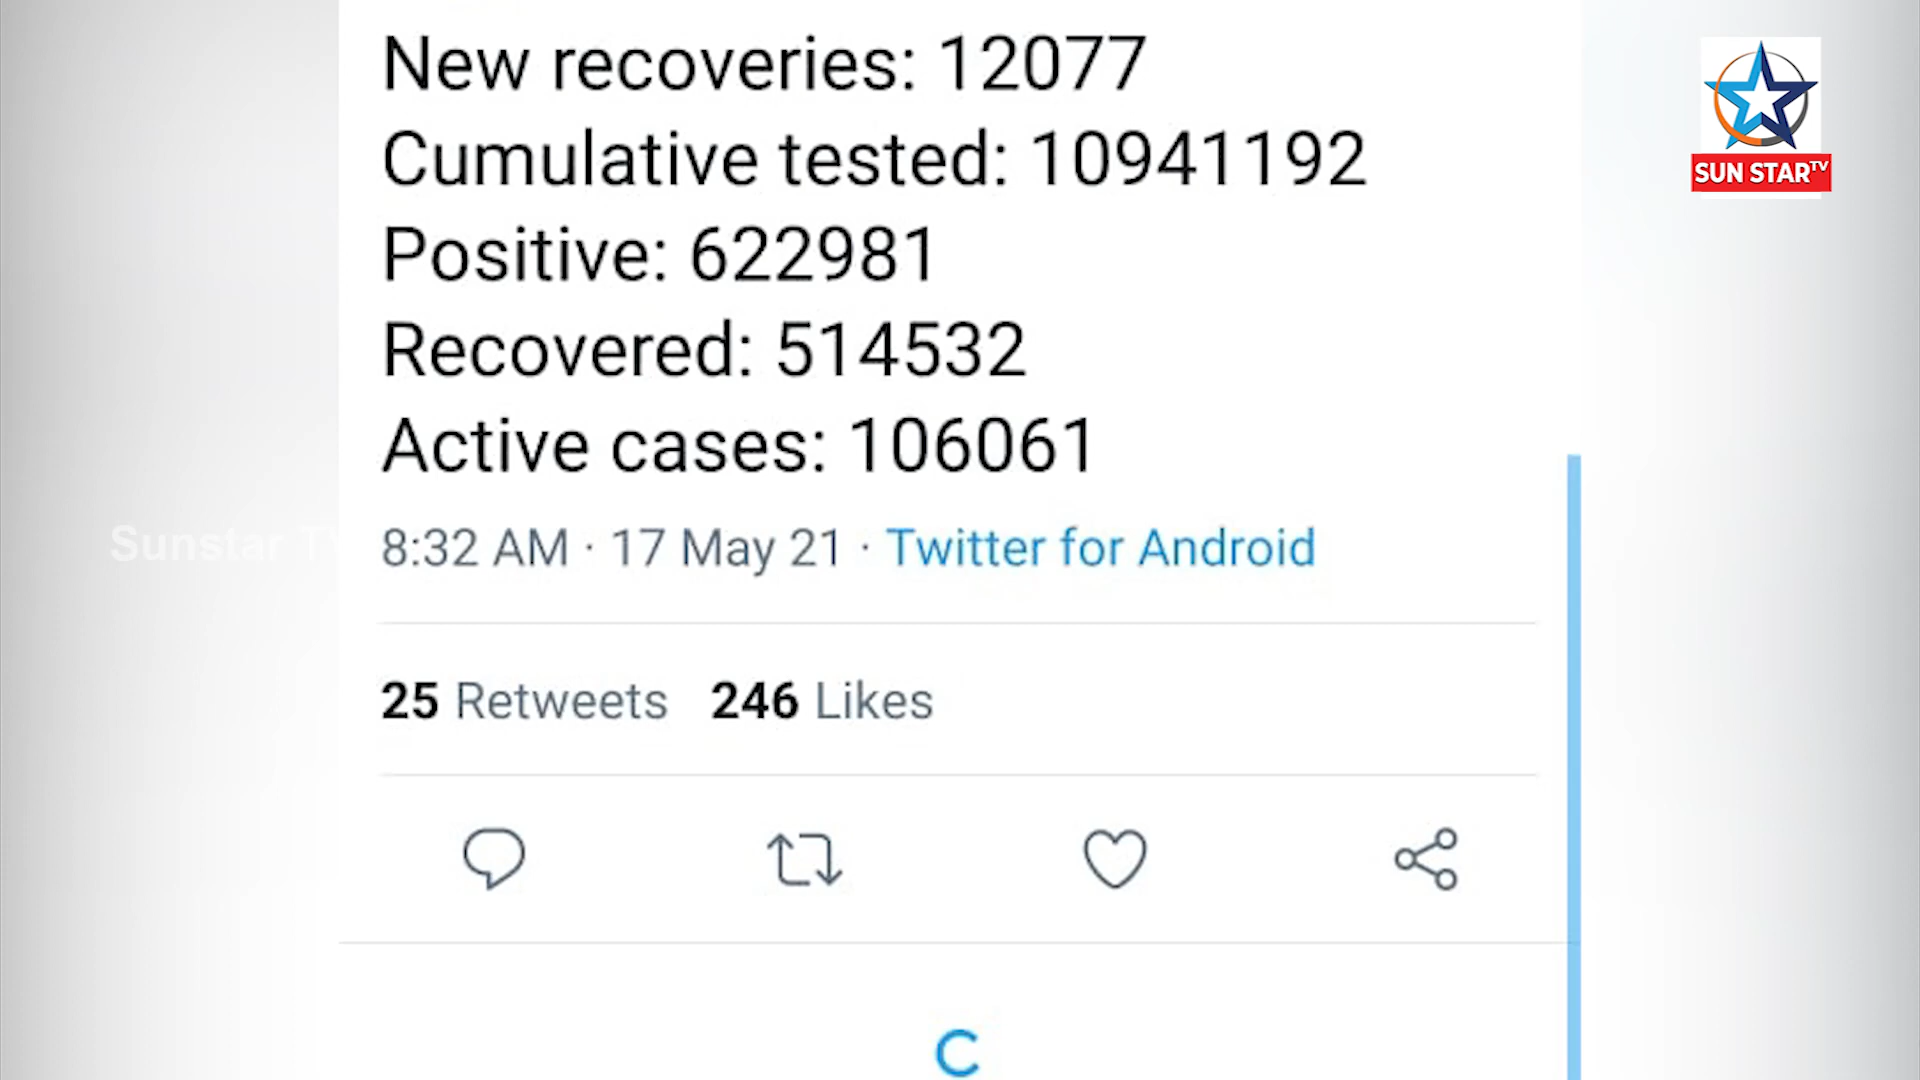 New recoveries: 12077
Cumulative tested: 10941192
Positive: 622981
Recovered: 514532
Active cases: 106061
8:32 AM · 17 May 21 · Twitter for Android
25 Retweets 246 Likes
SUN STAR TV
Sunstar TV